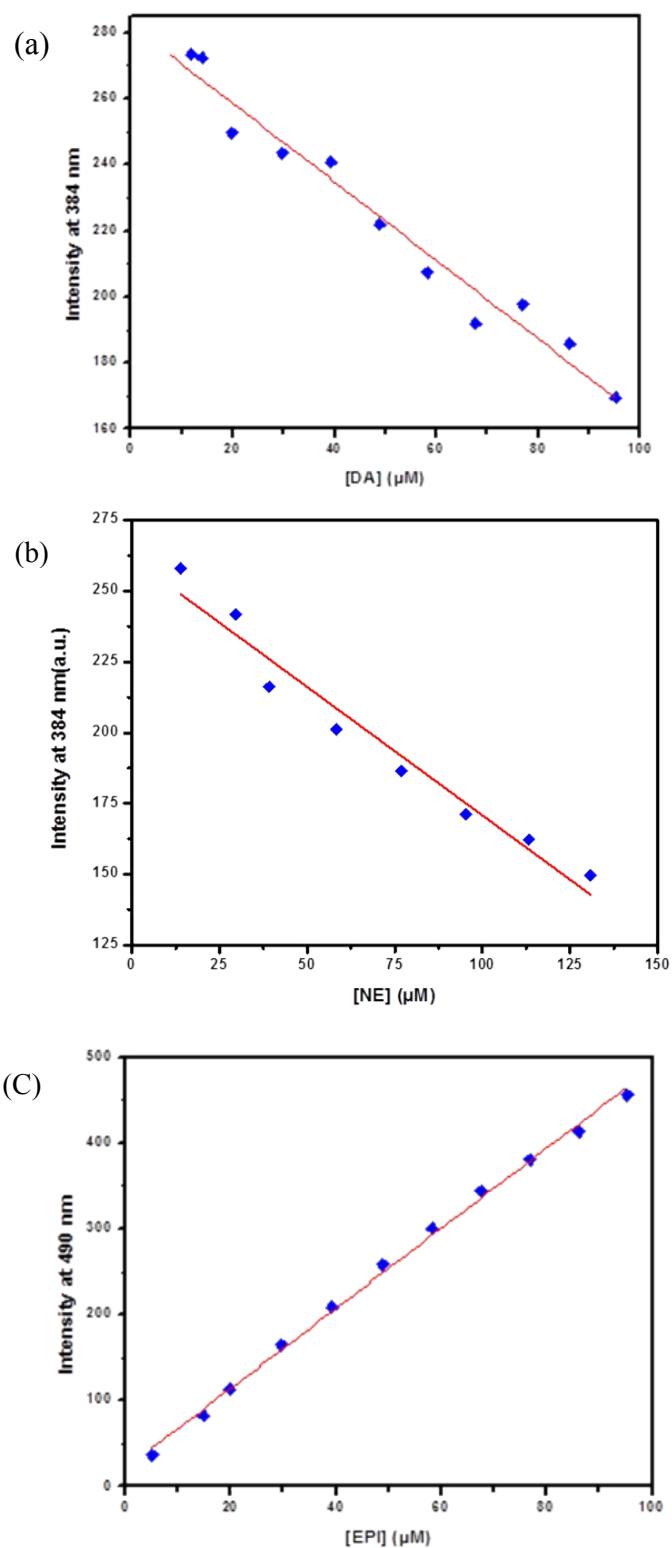 (a)
280
260
240
220
200
180
160
Intensity at 384 nm
0 20 40 60 80 100
[DA] (µM)
(b)
275
250
225
200
175
150
125
Intensity at 384 nm(a.u.)
0 25 50 75 100 125 150
[NE] (µM)
(C)
500
400
300
200
100
0
Intensity at 490 nm
0 20 40 60 80 100
[EPI] (µM)